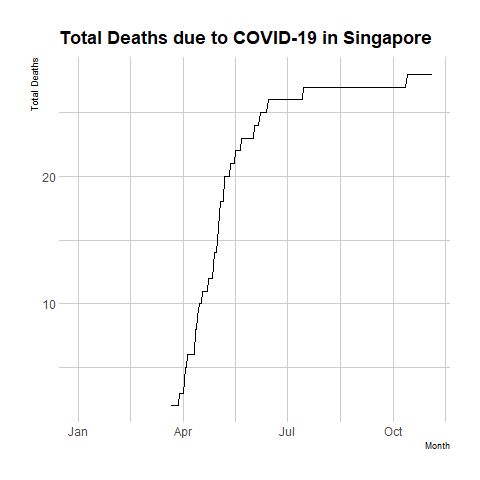 Total Deaths due to COVID-19 in Singapore
Total Deaths
20
10
Jan Apr Jul Oct
Month